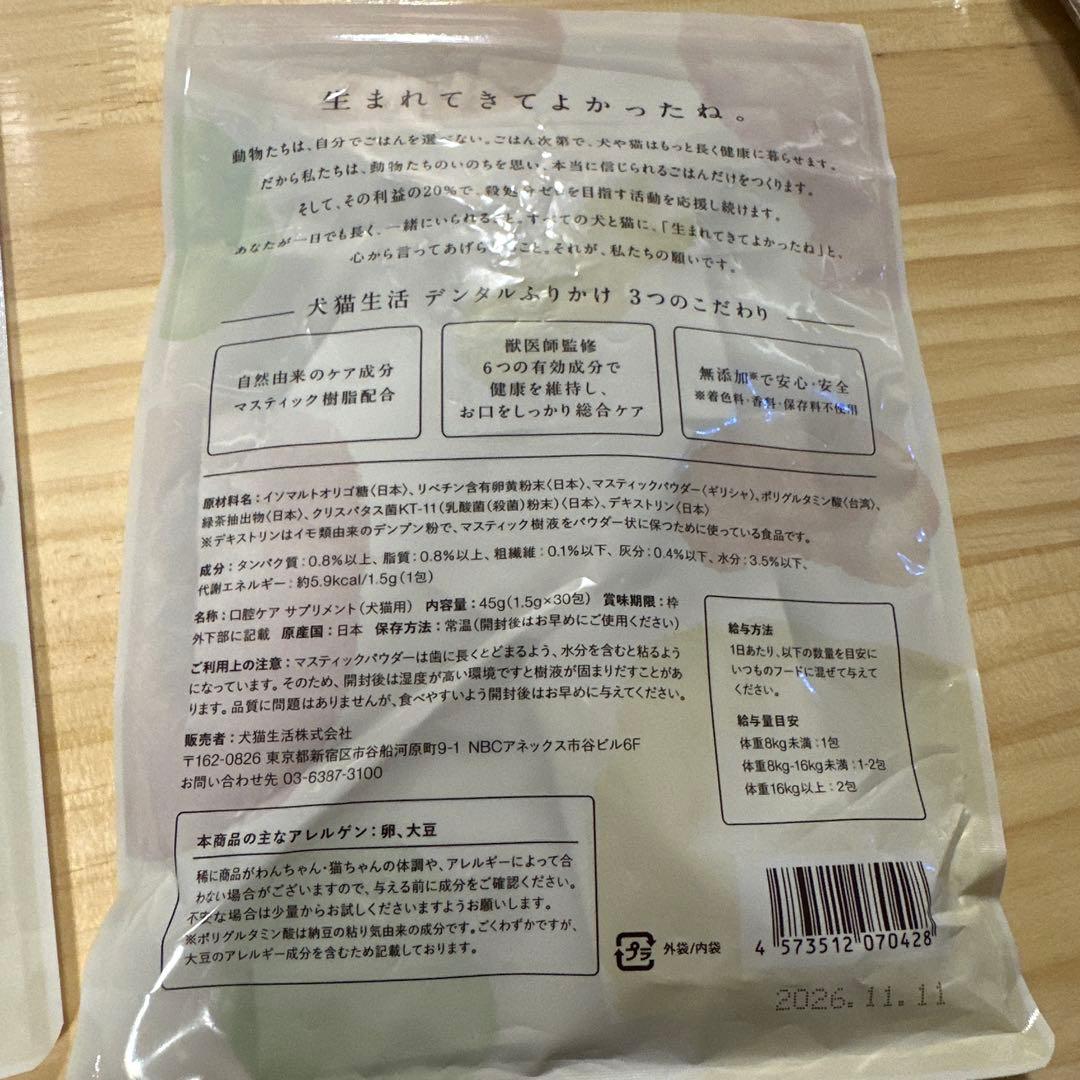 生まれてきてよかったね。
動物たちは、自分でごはんを選べない。ごはん次第で、犬や猫はもっと長く健康に暮らせます。
だから私たちは、動物たちのいのちを思い、本当に信じられるごはんだけをつくります。
そして、その利益の20%で、殺処分ゼロを目指す活動を応援し続けます。
あなたが一日でも長く、一緒にいられること。すべての犬と猫に、「生まれてきてよかったね」と、
心から言ってあげられること。それが、私たちの願いです。
犬猫生活 デンタルふりかけ 3つのこだわり
自然由来のケア成分
マスティック樹脂配合
獣医師監修
6つの有効成分で
健康を維持し、
お口をしっかり総合ケア
無添加※で安心・安全
※着色料・香料・保存料不使用
原材料名：イソマルトオリゴ糖〈日本〉、リベチン含有卵黄粉末〈日本〉、マスティックパウダー〈ギリシャ〉、ポリグルタミン酸〈台湾〉、
緑茶抽出物〈日本〉、クリスパタス菌KT-11（乳酸菌（殺菌）粉末）〈日本〉、デキストリン〈日本〉
※デキストリンはイモ類由来のデンプン粉で、マスティック樹液をパウダー状に保つために使っている食品です。
成分：タンパク質：0.8%以上、脂質：0.8%以上、粗繊維：0.1%以下、灰分：0.4%以下、水分：3.5%以下、
代謝エネルギー：約5.9kcal/1.5g（1包）
名称：口腔ケア サプリメント（犬猫用） 内容量：45g（1.5g×30包） 賞味期限：枠
外下部に記載 原産国：日本 保存方法：常温（開封後はお早めにご使用ください）
ご利用上の注意：マスティックパウダーは歯に長くとどまるよう、水分を含むと粘るよう
になっています。そのため、開封後は湿度が高い環境ですと樹液が固まりだすことがあ
ります。品質に問題はありませんが、食べやすいよう開封後はお早めに与えてください。
販売者：犬猫生活株式会社
〒162-0826 東京都新宿区市谷船河原町9-1 NBCアネックス市谷ビル6F
お問い合わせ先 03-6387-3100
給与方法
1日あたり、以下の数量を目安に
いつものフードに混ぜて与えて
ください。
給与量目安
体重8kg未満：1包
体重8kg-16kg未満：1-2包
体重16kg以上：2包
本商品の主なアレルゲン：卵、大豆
稀に商品がわんちゃん・猫ちゃんの体調や、アレルギーによって合
わない場合がございますので、与える前に成分をご確認ください。
不安な場合は少量からお試しくださいますようお願いします。
※ポリグルタミン酸は納豆の粘り気由来の成分です。ごくわずかですが、
大豆のアレルギー成分を含むため記載しております。
プラ 外袋/内袋
4 573512 070428
2026.11.11